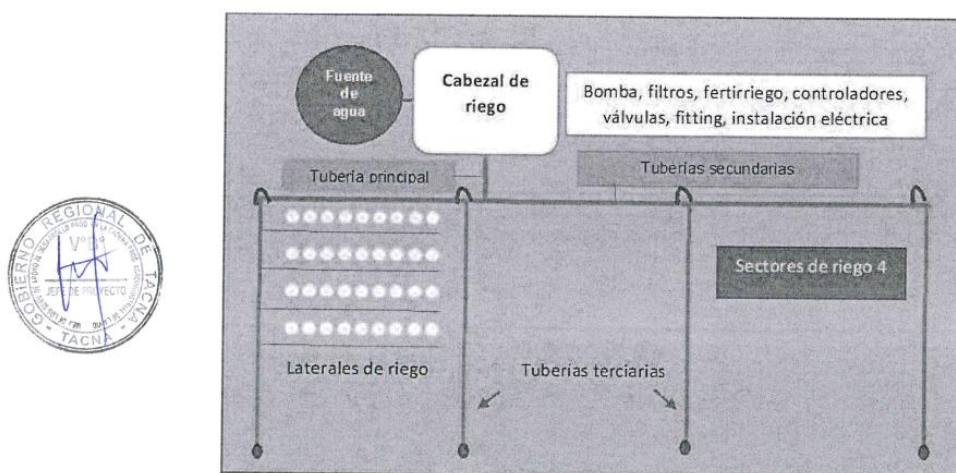 Fuente
de
agua
Cabezal de
riego
Bomba, filtros, fertirriego, controladores,
válvulas, fitting, instalación eléctrica
Tubería principal
Tuberías secundarias
Sectores de riego 4
Laterales de riego
Tuberías terciarias
GOBIERNO REGIONAL DE TACNA
V°B°
JEFE DE PROYECTO
- TACNA -